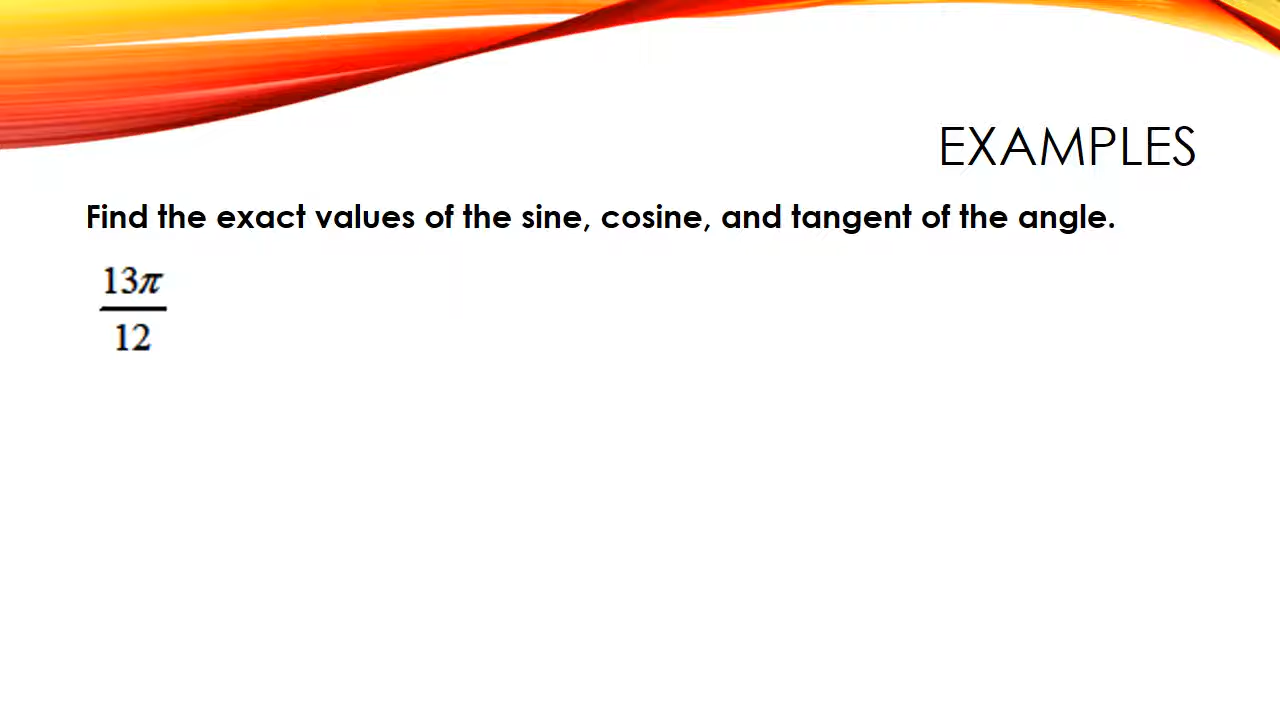 EXAMPLES
Find the exact values of the sine, cosine, and tangent of the angle.
13π
12